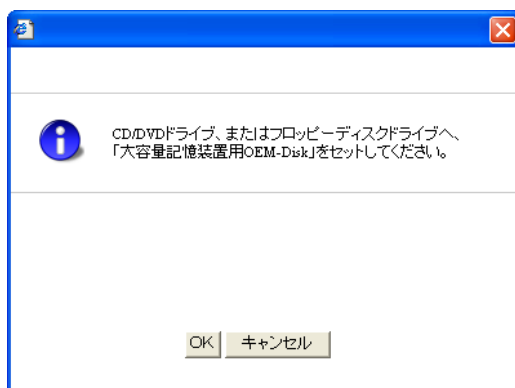 CD/DVDドライブ、またはフロッピーディスクドライブへ、
「大容量記憶装置用OEM-Disk」をセットしてください。
OK
キャンセル